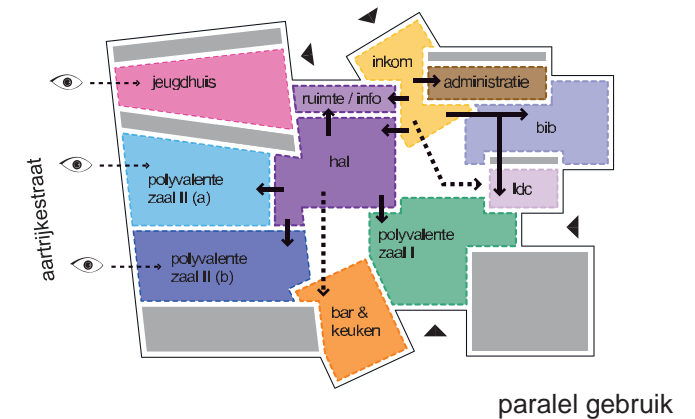 inkom
jeugdhuis
administratie
ruimte / info
bib
hal
polyvalente
zaal II (a)
lldc
aartrijkestraat
polyvalente
zaal I
polyvalente
zaal II (b)
bar &
keuken
paralel gebruik